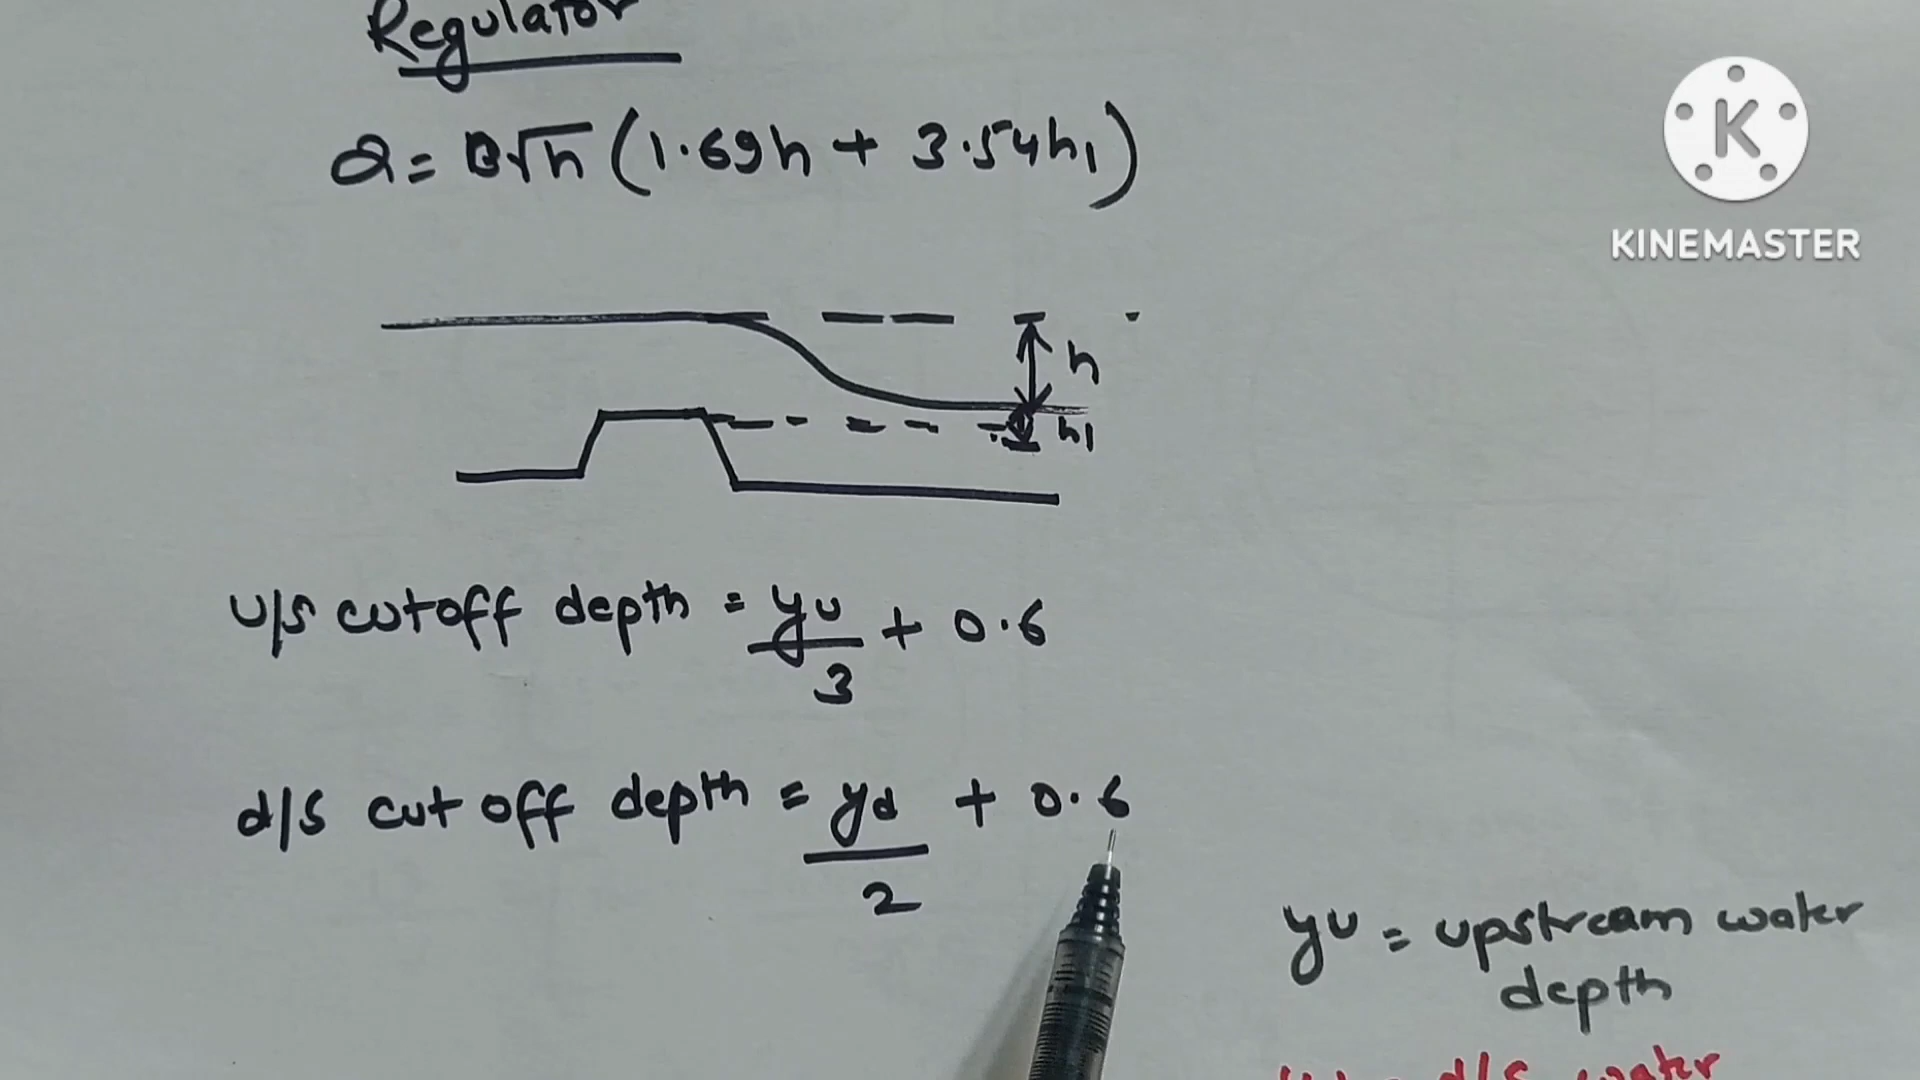 Regulator
Q = B√h (1.69h + 3.54h1)
K
KINEMASTER
h
h1
u/s cutoff depth = yu/3 + 0.6
d/s cut off depth = yd/2 + 0.6
yu = upstream water
depth
d/s water